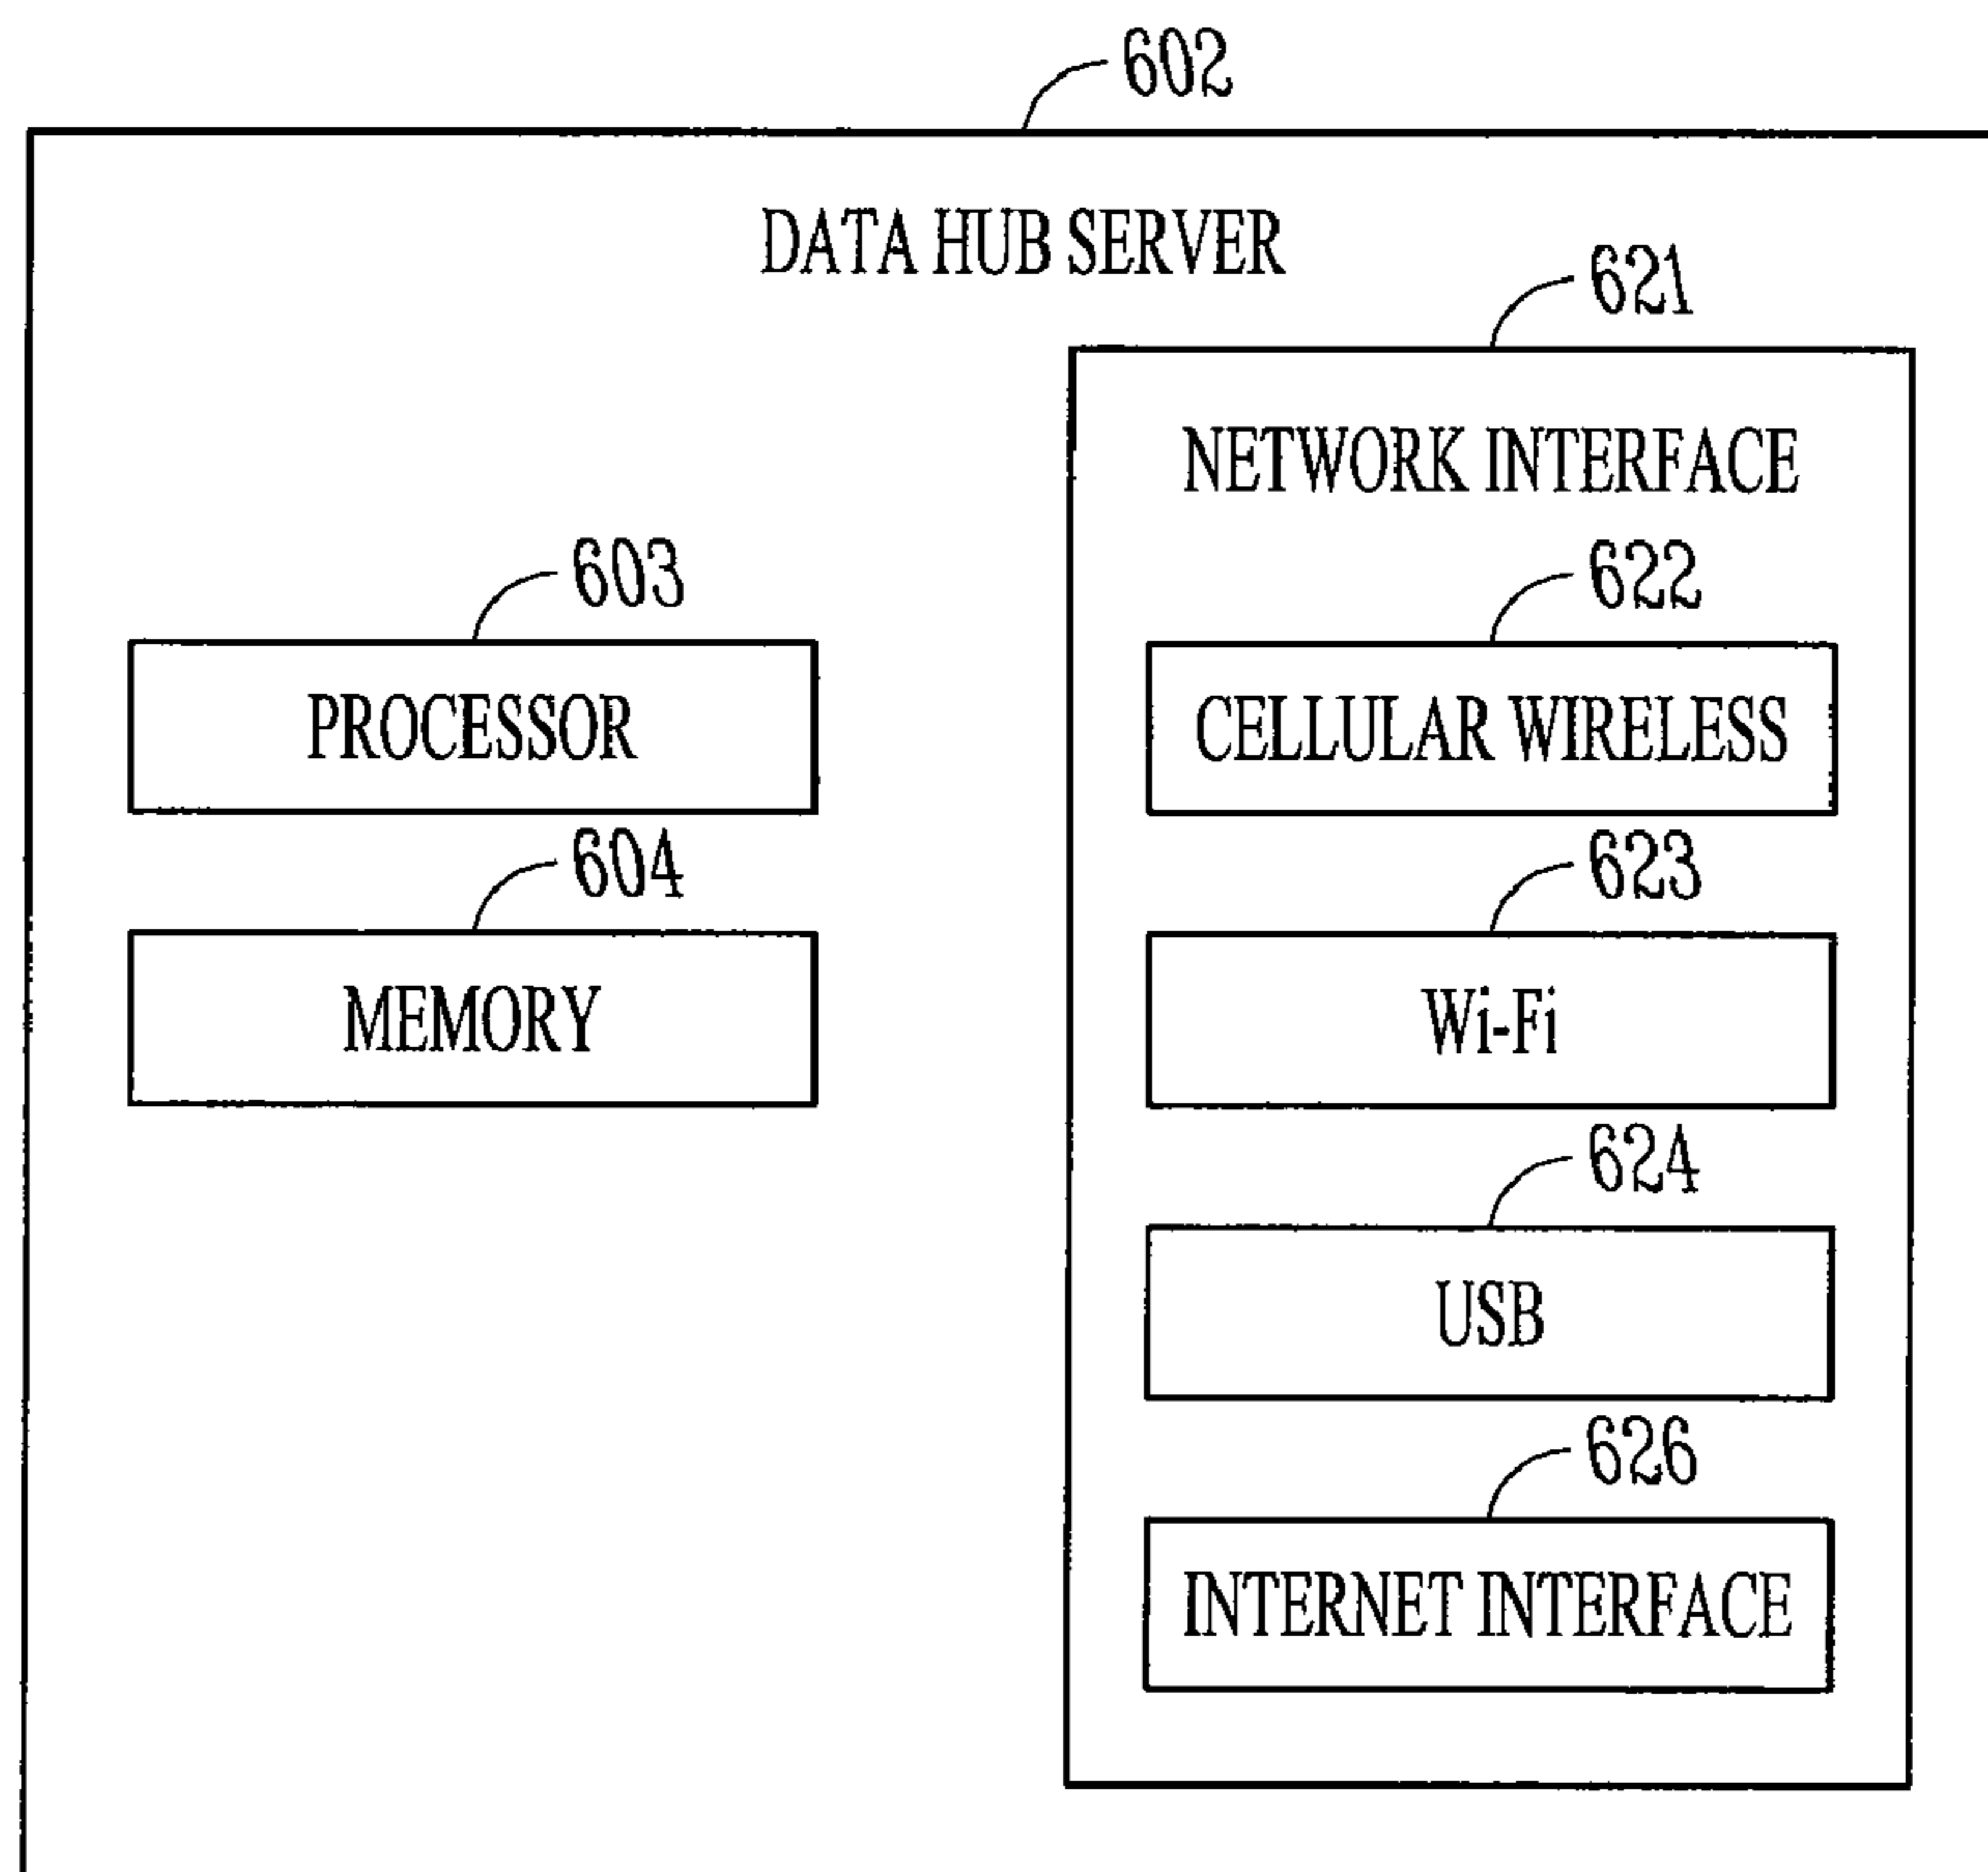 602
DATA HUB SERVER
621
NETWORK INTERFACE
603
PROCESSOR
604
MEMORY
622
CELLULAR WIRELESS
623
Wi-Fi
624
USB
626
INTERNET INTERFACE